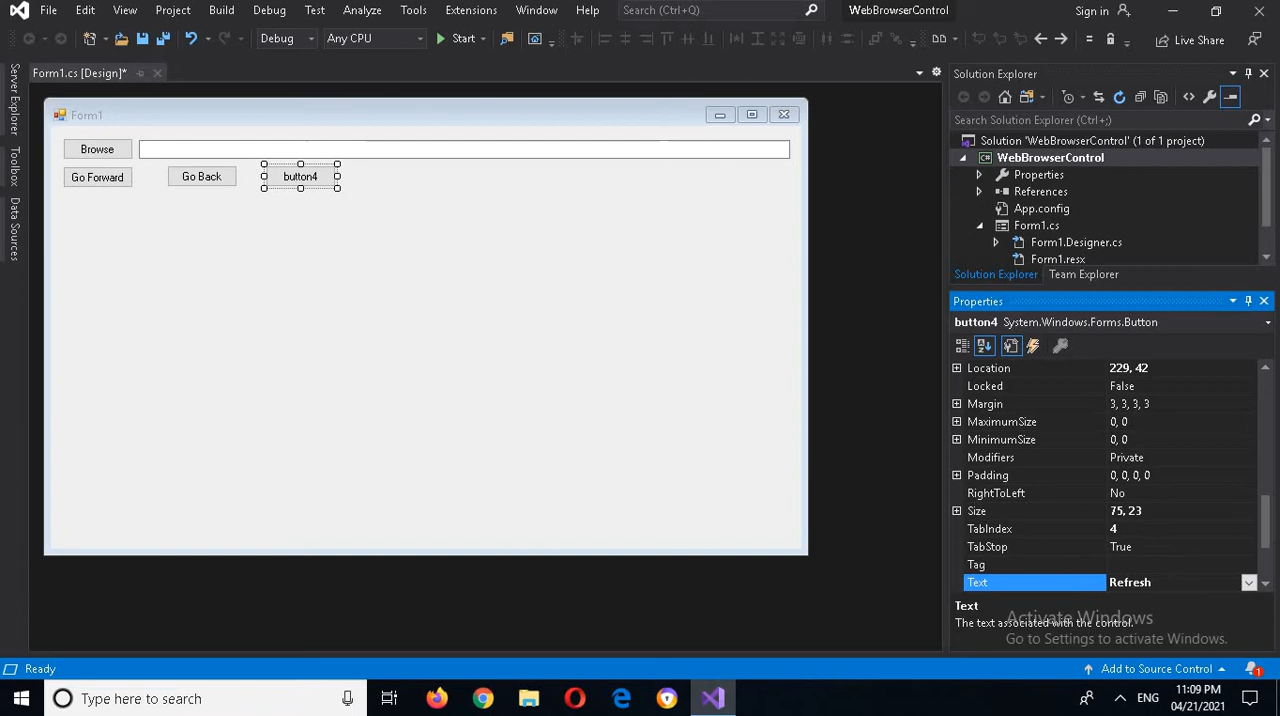 File Edit View Project Build Debug Test Analyze Tools Extensions Window Help Search (Ctrl+Q) WebBrowserControl Sign in
Debug Any CPU Start Live Share
Form1.cs [Design]*
Server Explorer
Toolbox
Data Sources
Form1
Browse
Go Forward Go Back button4
Solution Explorer
Search Solution Explorer (Ctrl+;)
Solution 'WebBrowserControl' (1 of 1 project)
WebBrowserControl
Properties
References
App.config
Form1.cs
Form1.Designer.cs
Form1.resx
Solution Explorer Team Explorer
Properties
button4 System.Windows.Forms.Button
Location 229, 42
Locked False
Margin 3, 3, 3, 3
MaximumSize 0, 0
MinimumSize 0, 0
Modifiers Private
Padding 0, 0, 0, 0
RightToLeft No
Size 75, 23
TabIndex 4
TabStop True
Tag
Text Refresh
Text
The text associated with the control.
Activate Windows
Go to Settings to activate Windows.
Ready Add to Source Control 1
Type here to search ENG 11:09 PM
04/21/2021